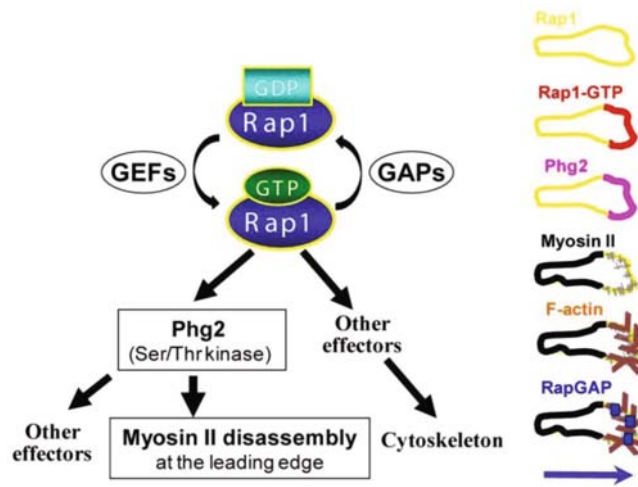 GDP
Rap1
GEFs
GAPs
GTP
Rap1
Phg2
(Ser/Thr kinase)
Other
effectors
Other
effectors
Myosin II disassembly
at the leading edge
Cytoskeleton
Rap1
Rap1-GTP
Phg2
Myosin II
F-actin
RapGAP